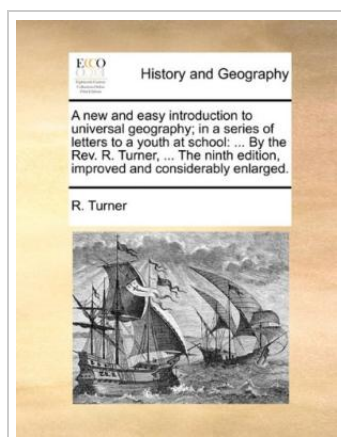 ECCO
History and Geography
A new and easy introduction to
universal geography; in a series of
letters to a youth at school: ... By the
Rev. R. Turner, ... The ninth edition,
improved and considerably enlarged.
R. Turner